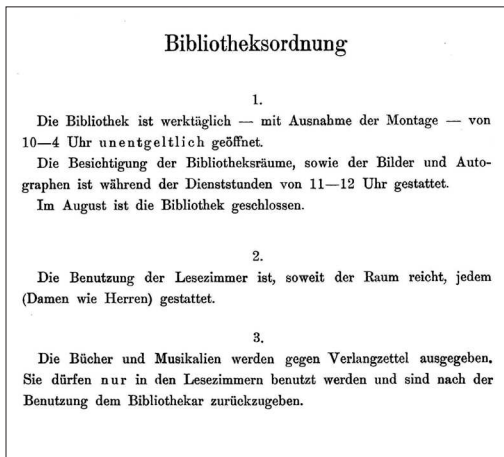 Bibliotheksordnung
1.
Die Bibliothek ist werktäglich — mit Ausnahme der Montage — von
10—4 Uhr unentgeltlich geöffnet.
Die Besichtigung der Bibliotheksräume, sowie der Bilder und Auto-
graphen ist während der Dienststunden von 11—12 Uhr gestattet.
Im August ist die Bibliothek geschlossen.
2.
Die Benutzung der Lesezimmer ist, soweit der Raum reicht, jedem
(Damen wie Herren) gestattet.
3.
Die Bücher und Musikalien werden gegen Verlangzettel ausgegeben.
Sie dürfen nur in den Lesezimmern benutzt werden und sind nach der
Benutzung dem Bibliothekar zurückzugeben.